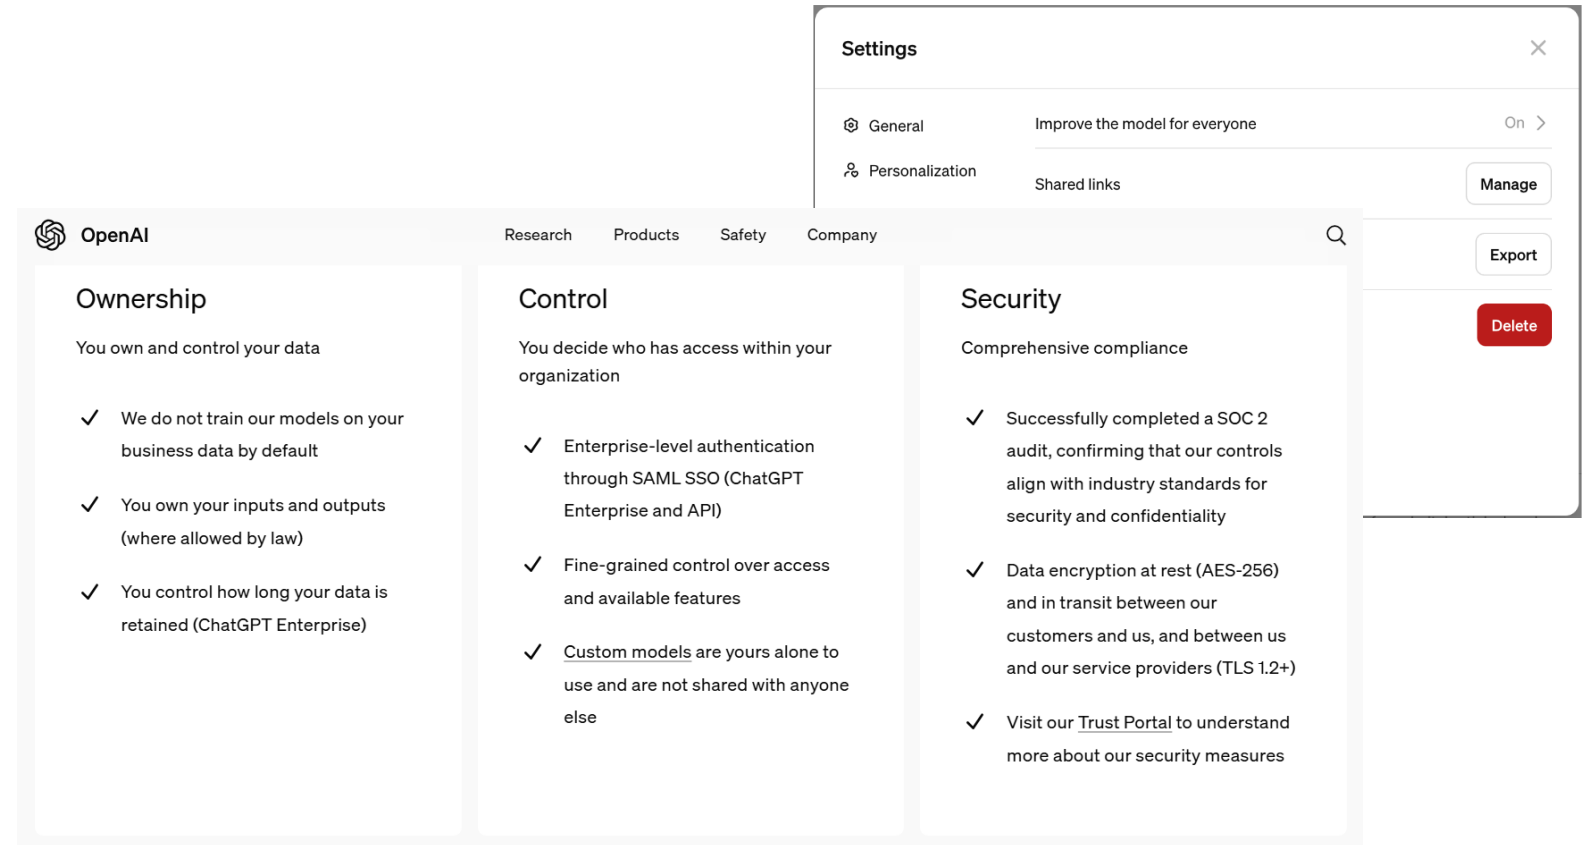 Settings
General
Personalization
Improve the model for everyone
On
Shared links
Manage
Export
Delete
OpenAI
Research
Products
Safety
Company
Ownership
You own and control your data
We do not train our models on your
business data by default
You own your inputs and outputs
(where allowed by law)
You control how long your data is
retained (ChatGPT Enterprise)
Control
You decide who has access within your
organization
Enterprise-level authentication
through SAML SSO (ChatGPT
Enterprise and API)
Fine-grained control over access
and available features
Custom models are yours alone to
use and are not shared with anyone
else
Security
Comprehensive compliance
Successfully completed a SOC 2
audit, confirming that our controls
align with industry standards for
security and confidentiality
Data encryption at rest (AES-256)
and in transit between our
customers and us, and between us
and our service providers (TLS 1.2+)
Visit our Trust Portal to understand
more about our security measures